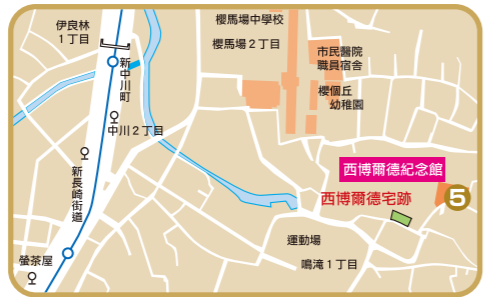 伊良林
1丁目
新中川町
中川2丁目
新長崎街道
螢茶屋
櫻馬場中學校
櫻馬場2丁目
市民醫院
職員宿舍
櫻個丘
幼稚園
西博爾德紀念館
5
西博爾德宅跡
運動場
鳴滝1丁目